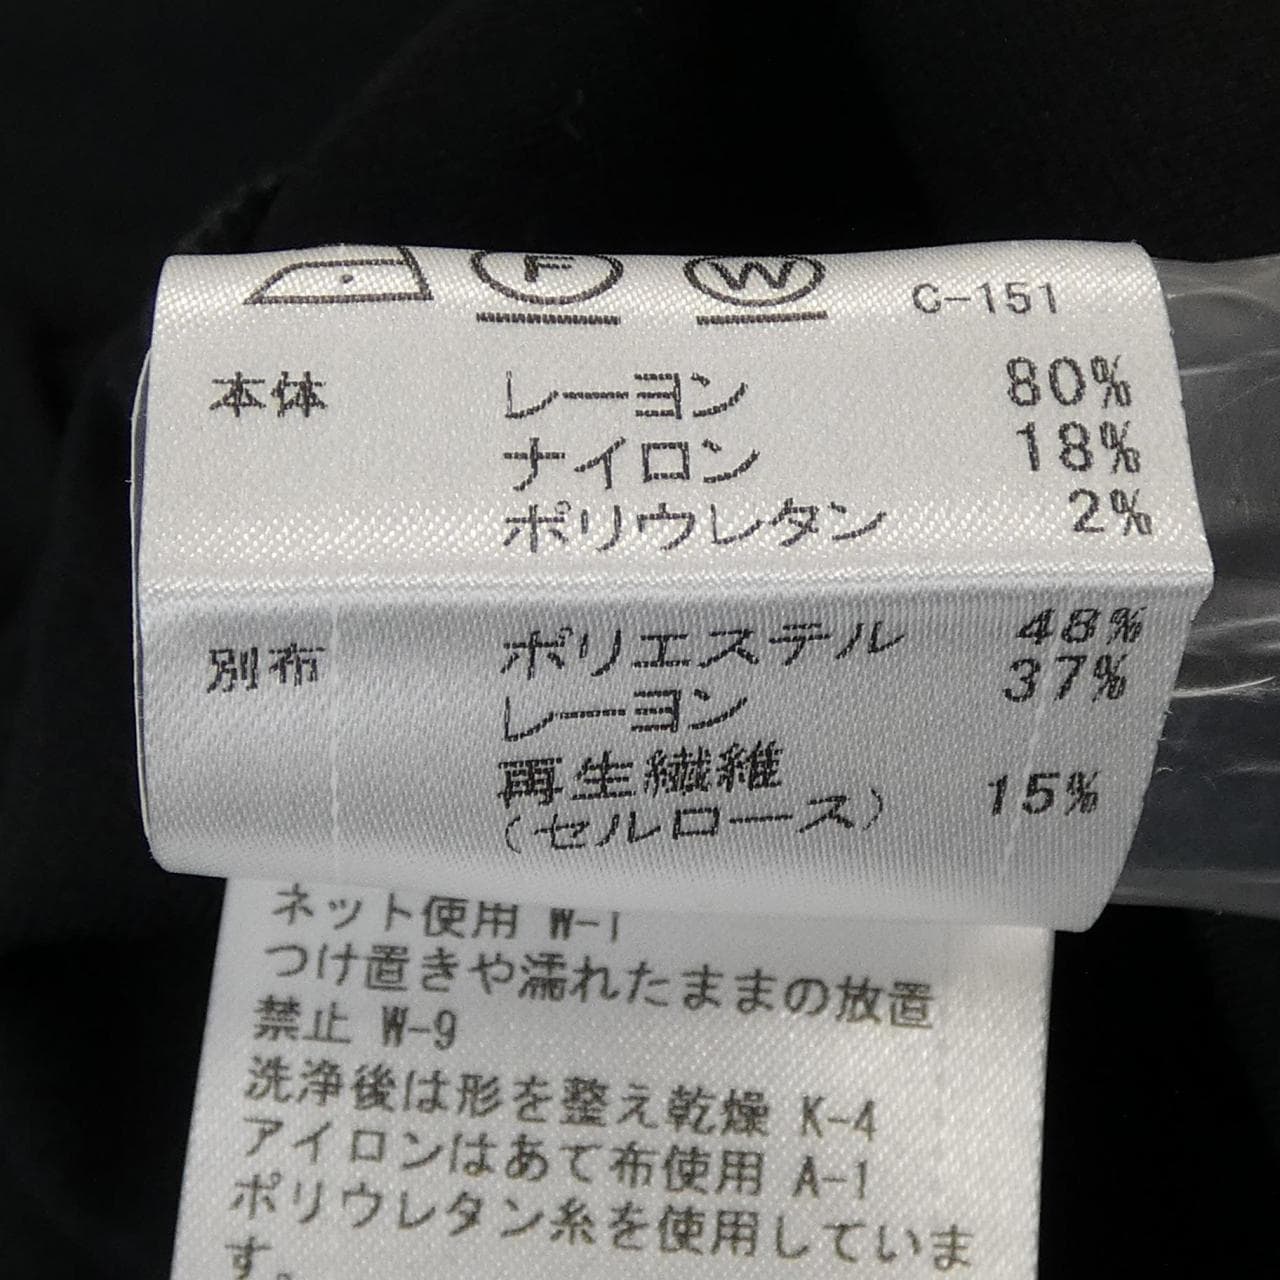 F W C-151
本体 レーヨン 80%
ナイロン 18%
ポリウレタン 2%
別布 ポリエステル 48%
レーヨン 37%
再生繊維
(セルロース) 15%
ネット使用 W-1
つけ置きや濡れたままの放置
禁止 W-9
洗浄後は形を整え乾燥 K-4
アイロンはあて布使用 A-1
ポリウレタン糸を使用していま
す。